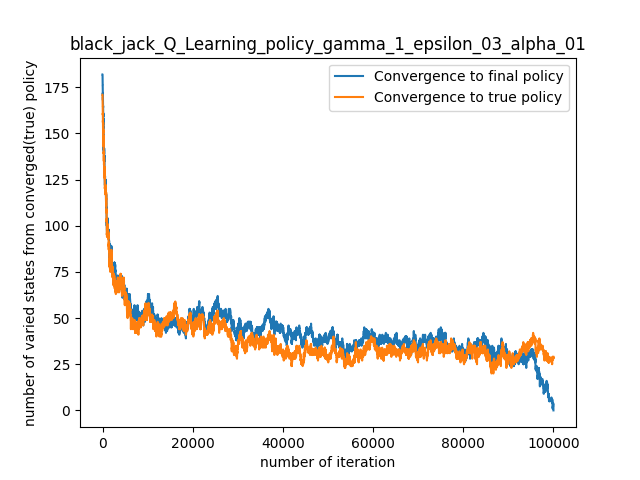 black_jack_Q_Learning_policy_gamma_1_epsilon_03_alpha_01
Convergence to final policy
Convergence to true policy
number of varied states from converged(true) policy
175
150
125
100
75
50
25
0
0 20000 40000 60000 80000 100000
number of iteration